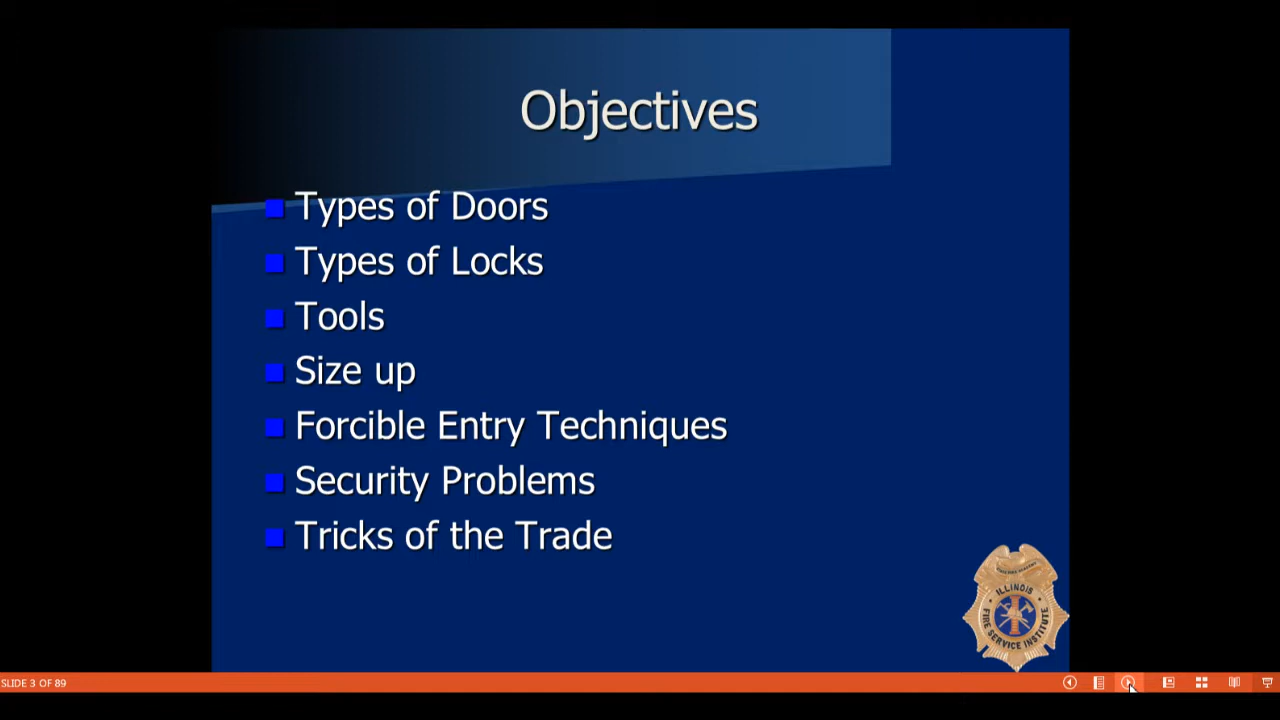 Objectives
Types of Doors
Types of Locks
Tools
Size up
Forcible Entry Techniques
Security Problems
Tricks of the Trade
ILLINOIS
FIRE SERVICE INSTITUTE
SLIDE 3 OF 89